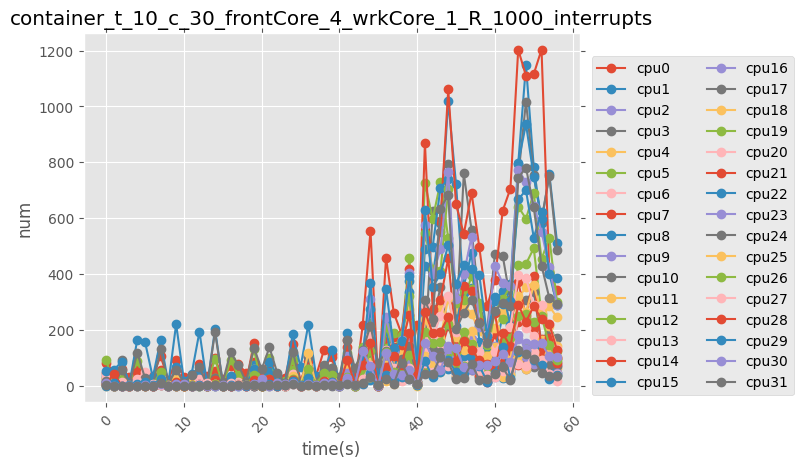 container_t_10_c_30_frontCore_4_wrkCore_1_R_1000_interrupts
num
1200
1000
800
600
400
200
0
0
10
20
30
40
50
60
time(s)
cpu0
cpu1
cpu2
cpu3
cpu4
cpu5
cpu6
cpu7
cpu8
cpu9
cpu10
cpu11
cpu12
cpu13
cpu14
cpu15
cpu16
cpu17
cpu18
cpu19
cpu20
cpu21
cpu22
cpu23
cpu24
cpu25
cpu26
cpu27
cpu28
cpu29
cpu30
cpu31